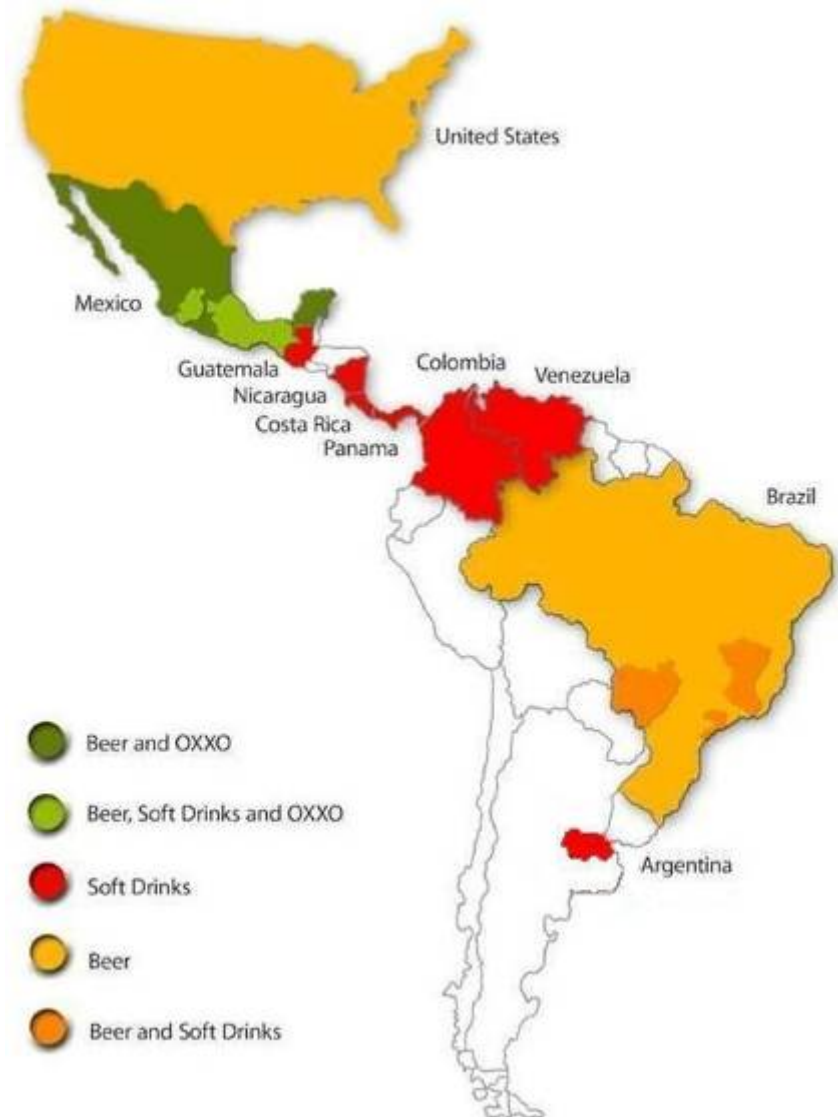 United States
Mexico
Guatemala
Nicaragua
Costa Rica
Panama
Colombia
Venezuela
Brazil
Argentina
Beer and OXXO
Beer, Soft Drinks and OXXO
Soft Drinks
Beer
Beer and Soft Drinks